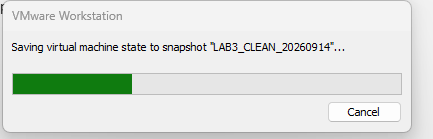 VMware Workstation
Saving virtual machine state to snapshot "LAB3_CLEAN_20260914"...
Cancel